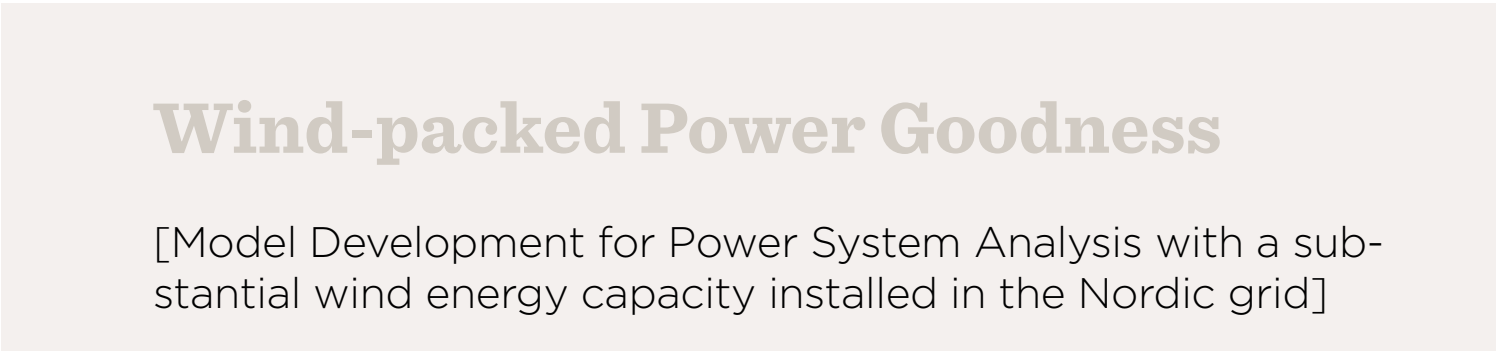 Wind-packed Power Goodness
[Model Development for Power System Analysis with a sub-
stantial wind energy capacity installed in the Nordic grid]